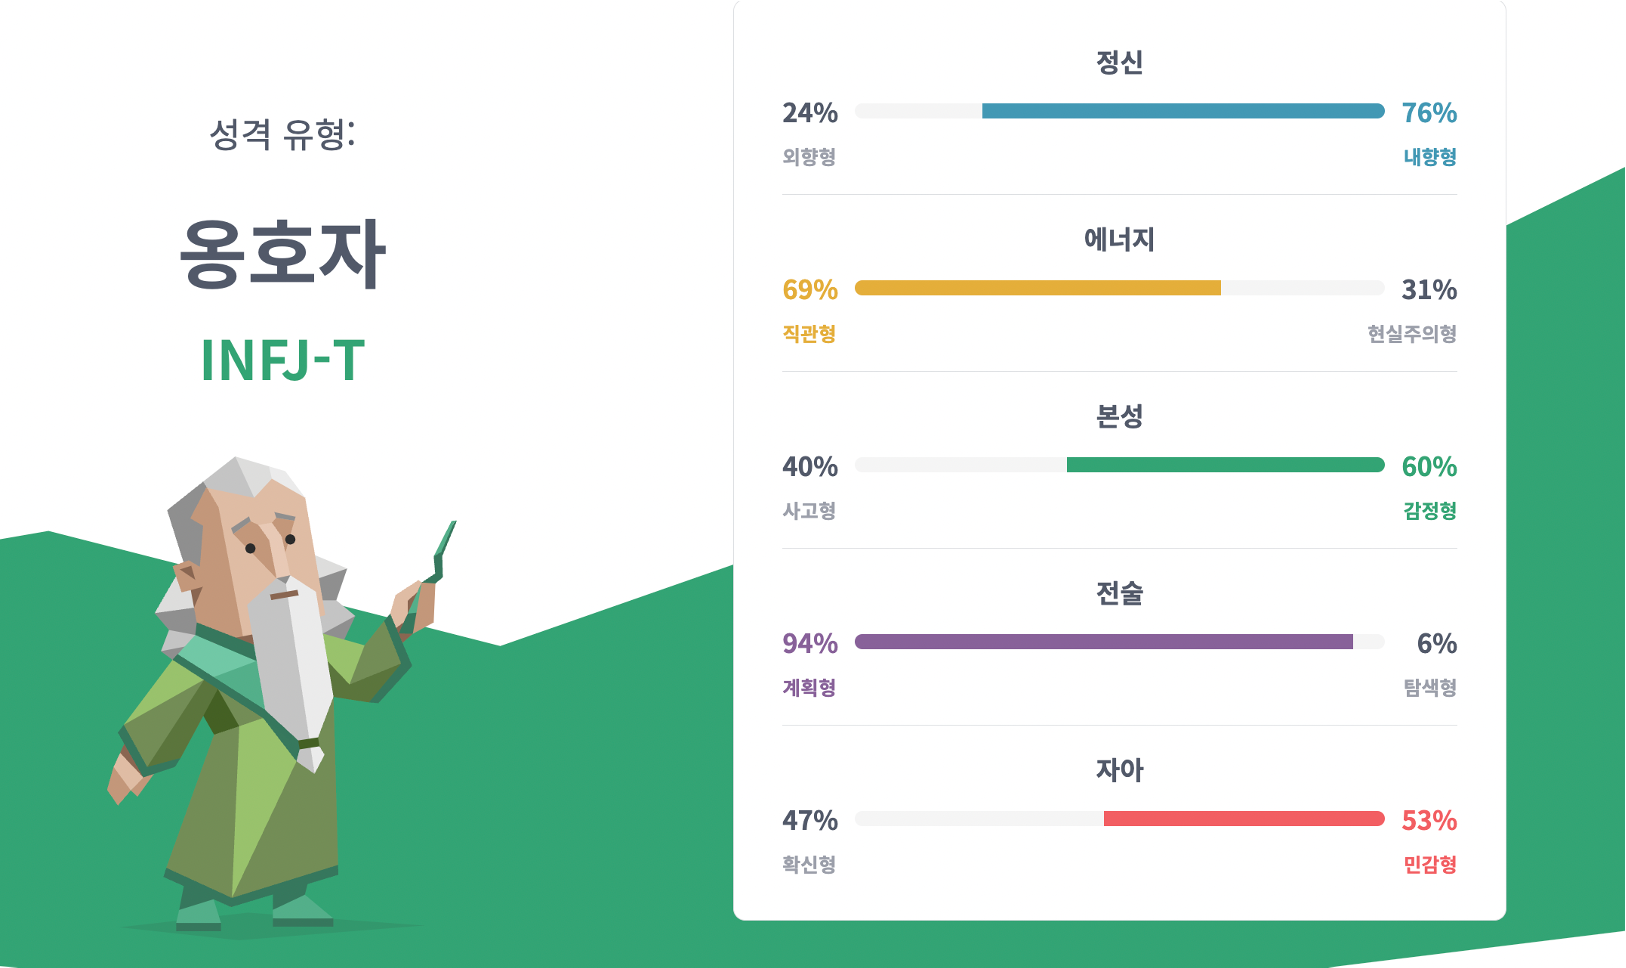 성격 유형:
옹호자
INFJ-T
정신
24% 76%
외향형 내향형
에너지
69% 31%
직관형 현실주의형
본성
40% 60%
사고형 감정형
전술
94% 6%
계획형 탐색형
자아
47% 53%
확신형 민감형